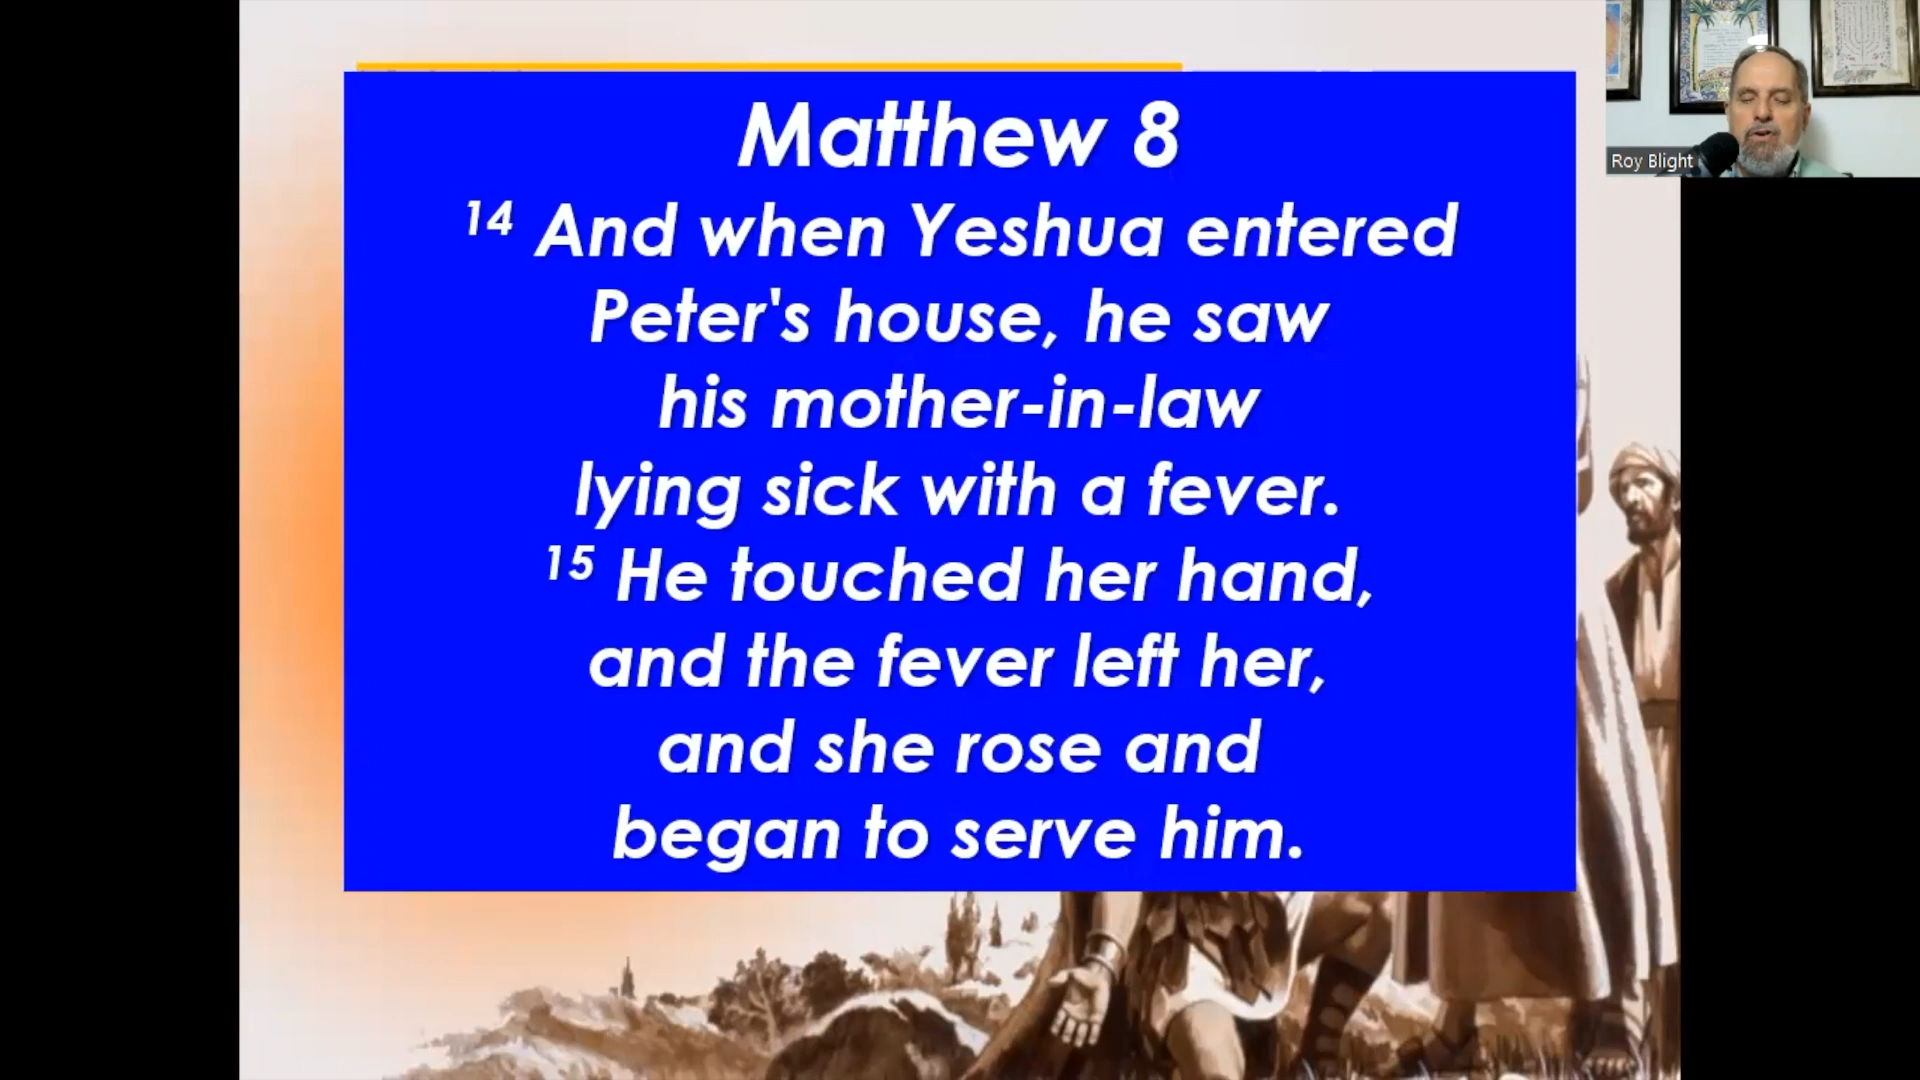 Matthew 8
14 And when Yeshua entered
Peter's house, he saw
his mother-in-law
lying sick with a fever.
15 He touched her hand,
and the fever left her,
and she rose and
began to serve him.
Roy Blight